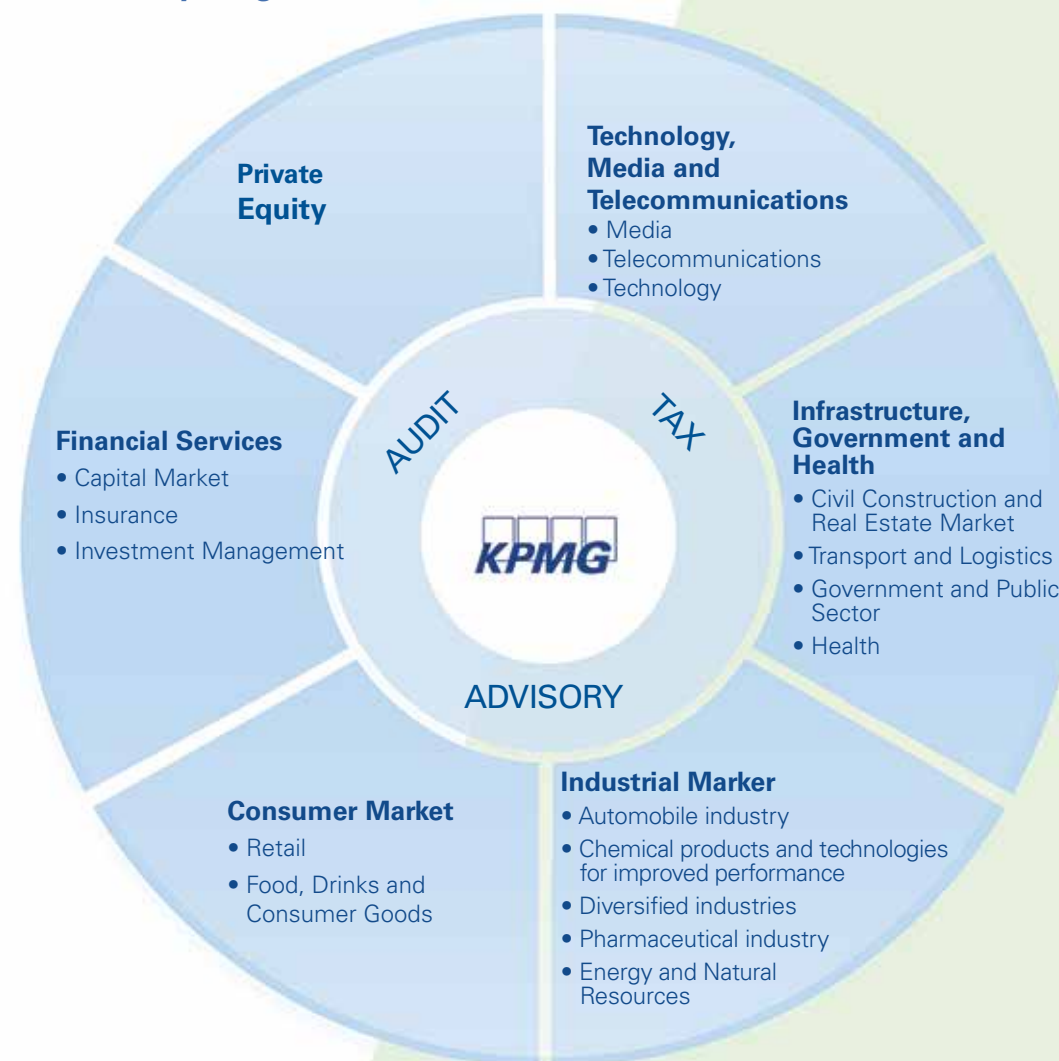 Private
Equity
Technology,
Media and
Telecommunications
• Media
• Telecommunications
• Technology
Infrastructure,
Government and
Health
• Civil Construction and
Real Estate Market
• Transport and Logistics
• Government and Public
Sector
• Health
Industrial Marker
• Automobile industry
• Chemical products and technologies
for improved performance
• Diversified industries
• Pharmaceutical industry
• Energy and Natural
Resources
Consumer Market
• Retail
• Food, Drinks and
Consumer Goods
Financial Services
• Capital Market
• Insurance
• Investment Management
AUDIT
TAX
ADVISORY
KPMG